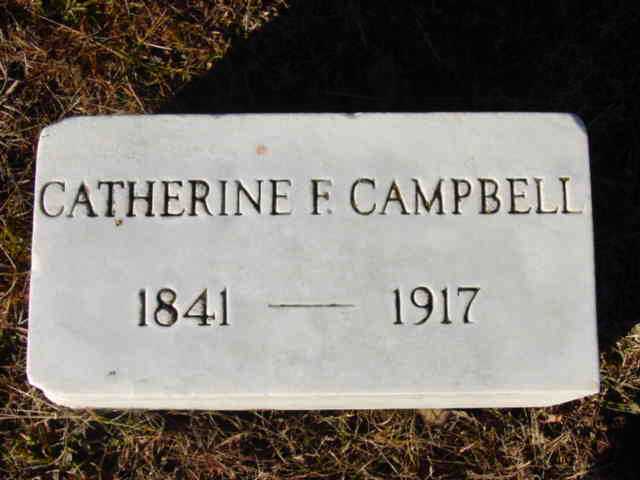 CATHERINE F. CAMPBELL
1841 — 1917